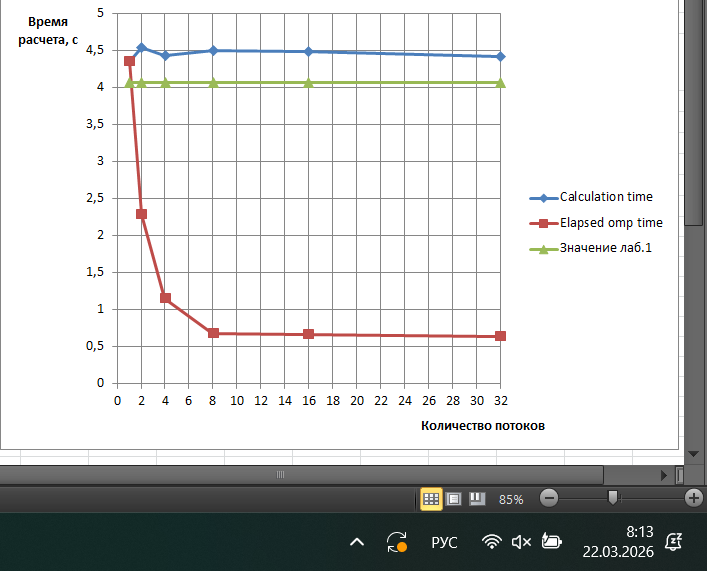 Время
расчета, с
5
4,5
4
3,5
3
2,5
2
1,5
1
0,5
0
0 2 4 6 8 10 12 14 16 18 20 22 24 26 28 30 32
Количество потоков
Calculation time
Elapsed omp time
Значение лаб.1
85%
РУС
8:13
22.03.2026